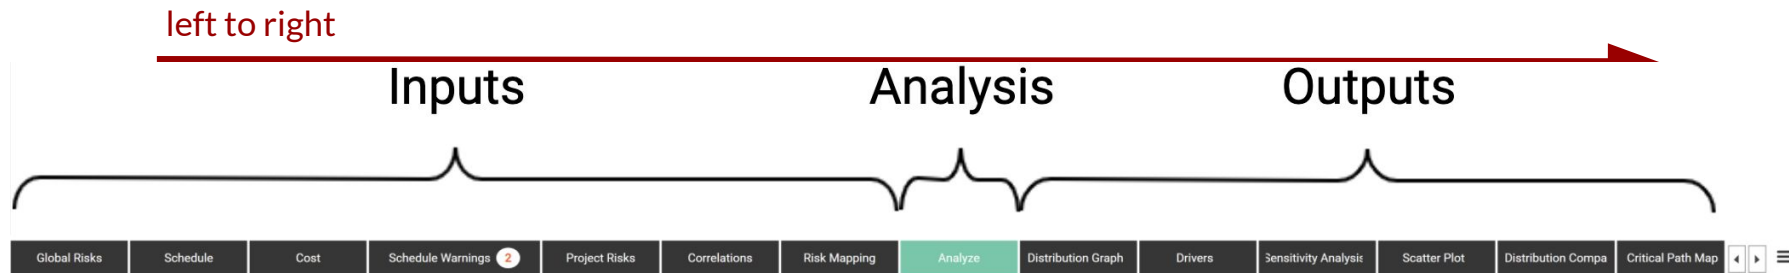 left to right
Inputs Analysis Outputs
Global Risks Schedule Cost Schedule Warnings 2 Project Risks Correlations Risk Mapping Analyze Distribution Graph Drivers Sensitivity Analysis Scatter Plot Distribution Compa Critical Path Map